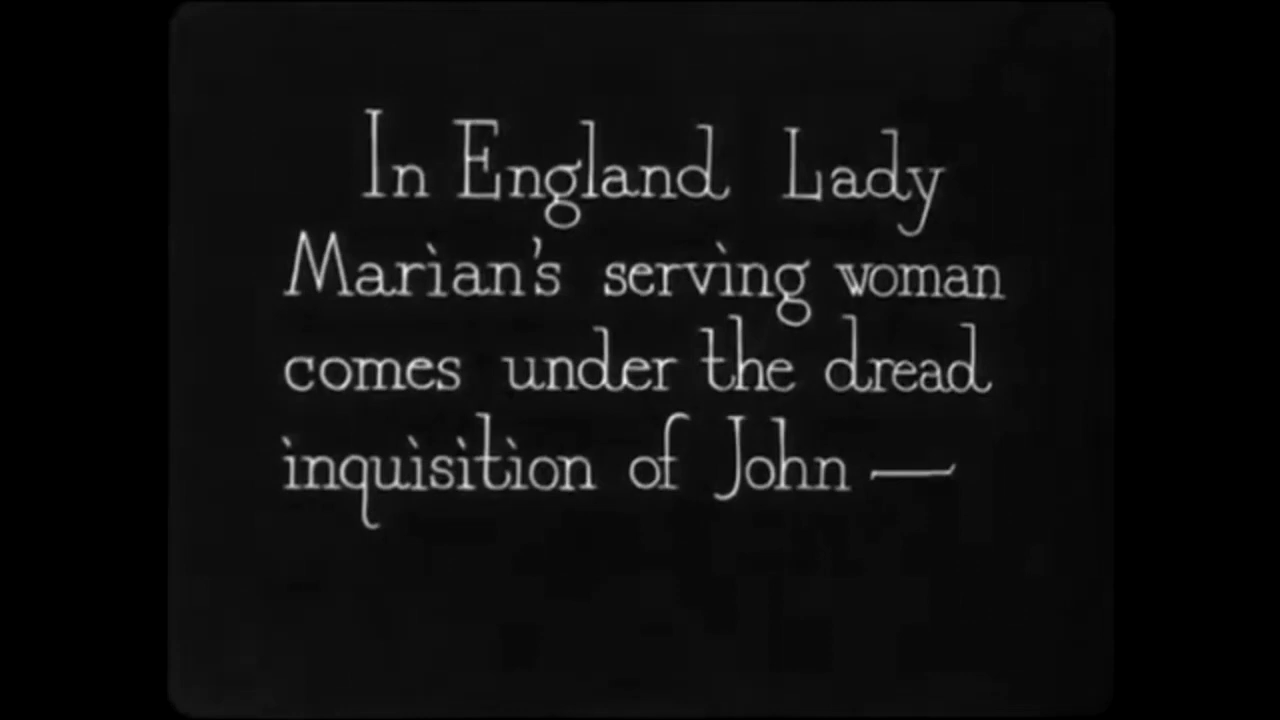 In England Lady
Marian's serving woman
comes under the dread
inquisition of John —